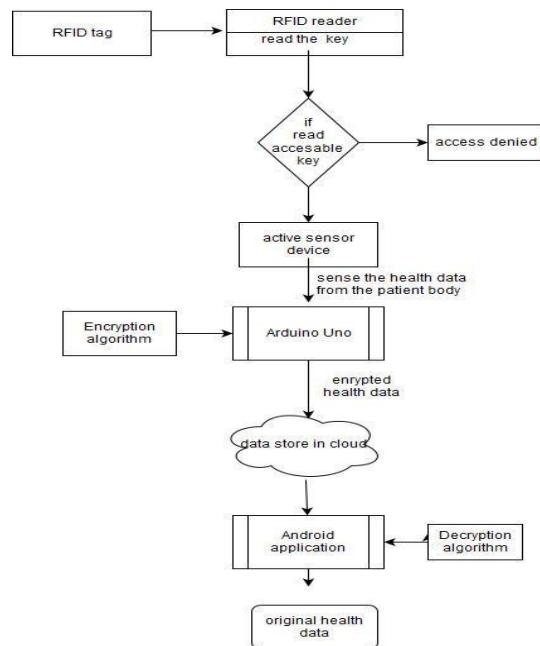 RFID tag
RFID reader
read the key
if
read
accesable
key
access denied
active sensor
device
sense the health data
from the patient body
Encryption
algorithm
Arduino Uno
enrypted
health data
data store in cloud
Android
application
Decryption
algorithm
original health
data